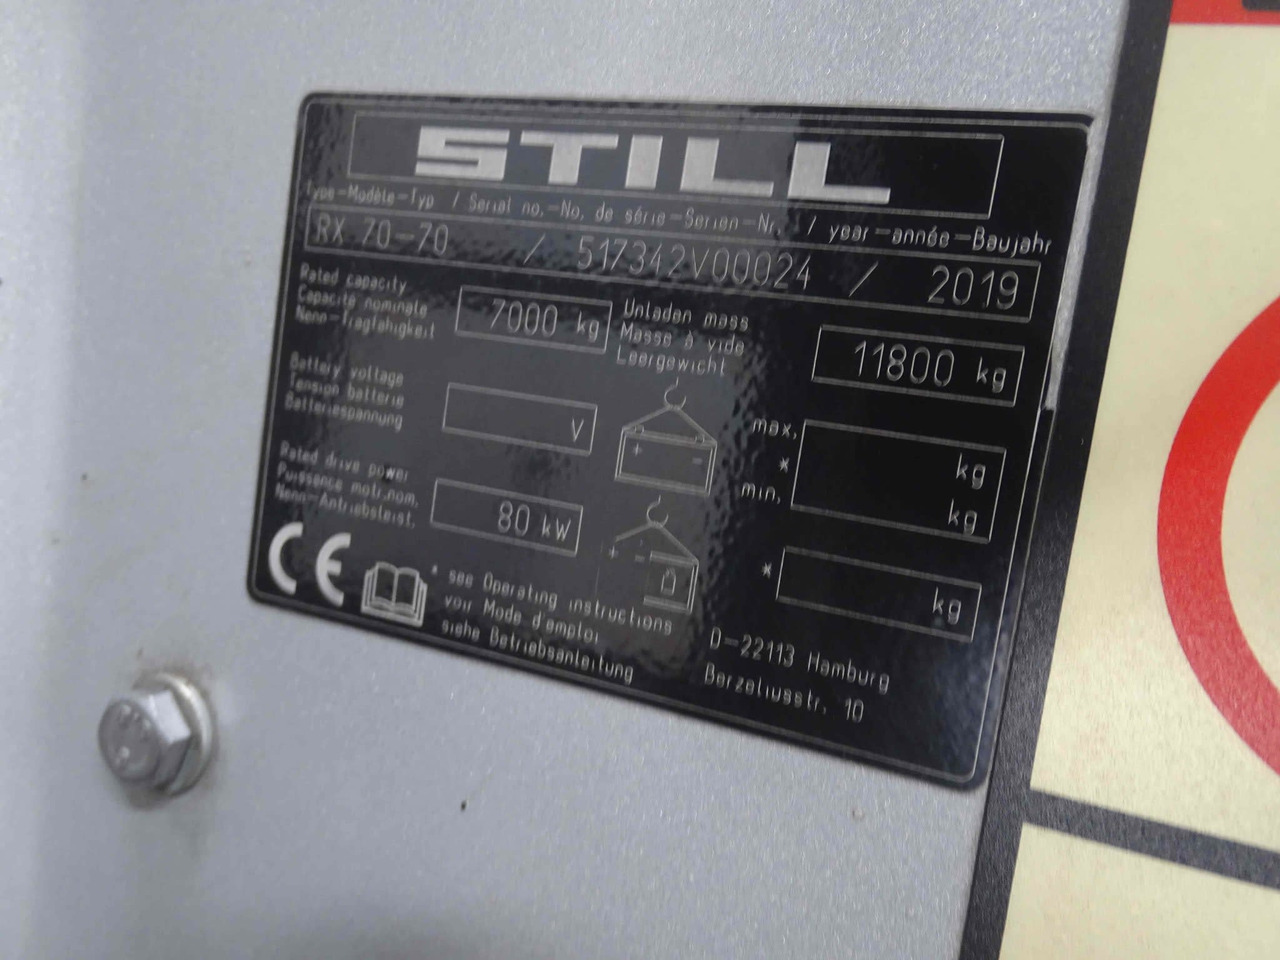 STILL
Type-Modèle-Typ / Serial no.-No. de série-Serien-Nr. / year-année-Baujahr
RX 70-70 / 517342V00024 / 2019
Rated capacity
Capacité nominale
Nenn-Tragfähigkeit
7000 kg
Unladen mass
Masse à vide
Leergewicht
11800 kg
Battery voltage
Tension batterie
Batteriespannung
V
+ -
max.
*
min.
kg
kg
Rated drive power
Puissance motr.nom.
Nenn-Antriebsleist.
80 kW
+ -
*
kg
CE
* see Operating instructions
voir Mode d'emploi
siehe Betriebsanleitung
D-22113 Hamburg
Berzeliusstr. 10